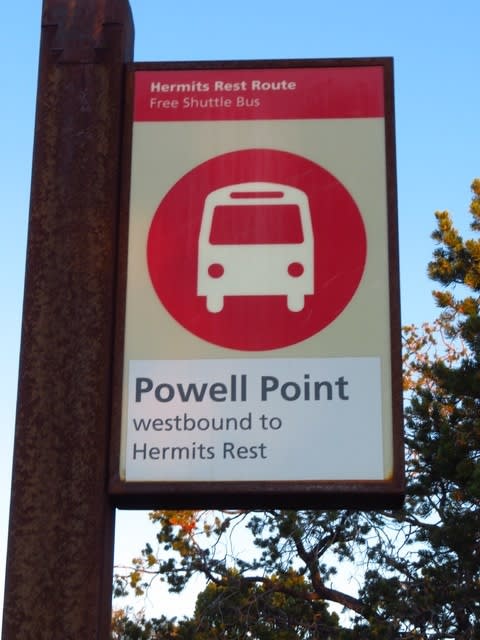 Hermits Rest Route
Free Shuttle Bus
Powell Point
westbound to
Hermits Rest